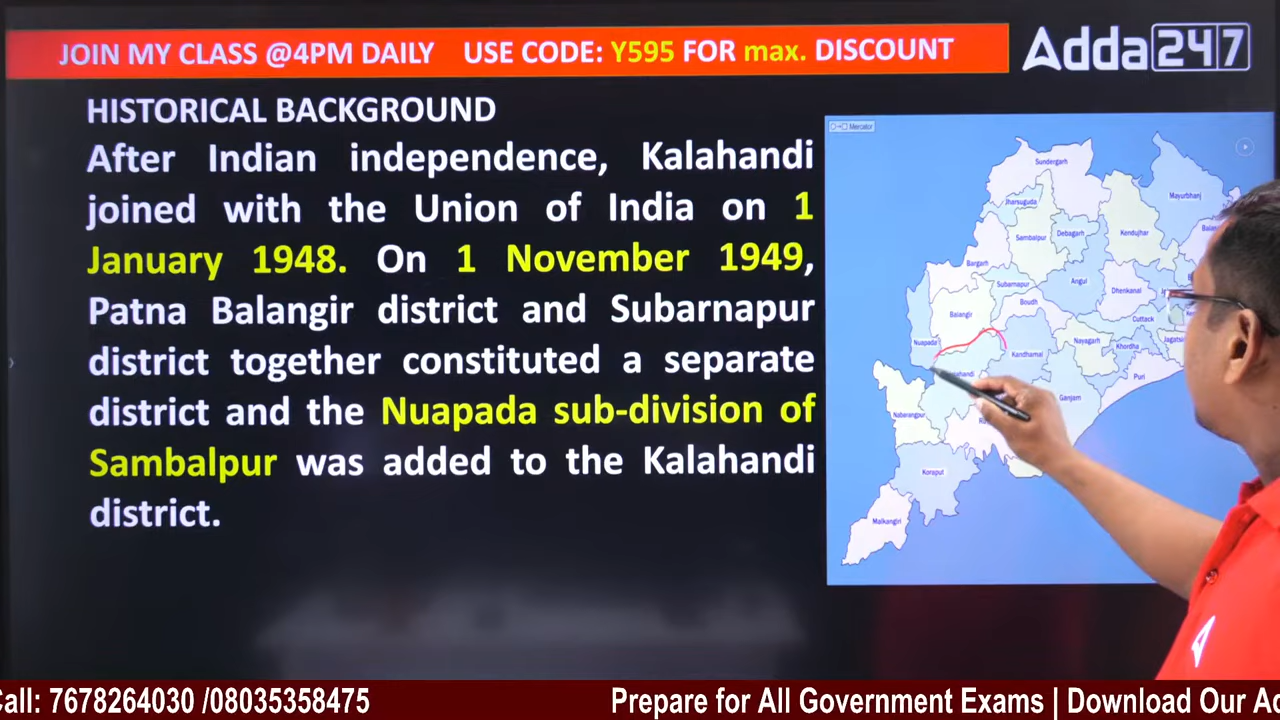 JOIN MY CLASS @4PM DAILY USE CODE: Y595 FOR max. DISCOUNT
Adda247
HISTORICAL BACKGROUND
After Indian independence, Kalahandi
joined with the Union of India on 1
January 1948. On 1 November 1949,
Patna Balangir district and Subarnapur
district together constituted a separate
district and the Nuapada sub-division of
Sambalpur was added to the Kalahandi
district.
Mercator
Sundergarh
Mayurbhanj
Jharsuguda
Sambalpur
Debagarh
Kendujhar
Bargarh
Subarnapur
Angul
Dhenkanal
Balangir
Boudh
Cuttack
Nuapada
Kandhamal
Nayagarh
Khordha
Puri
Ganjam
Nabarangpur
Koraput
Malkangiri
Call: 7678264030 /08035358475
Prepare for All Government Exams | Download Our